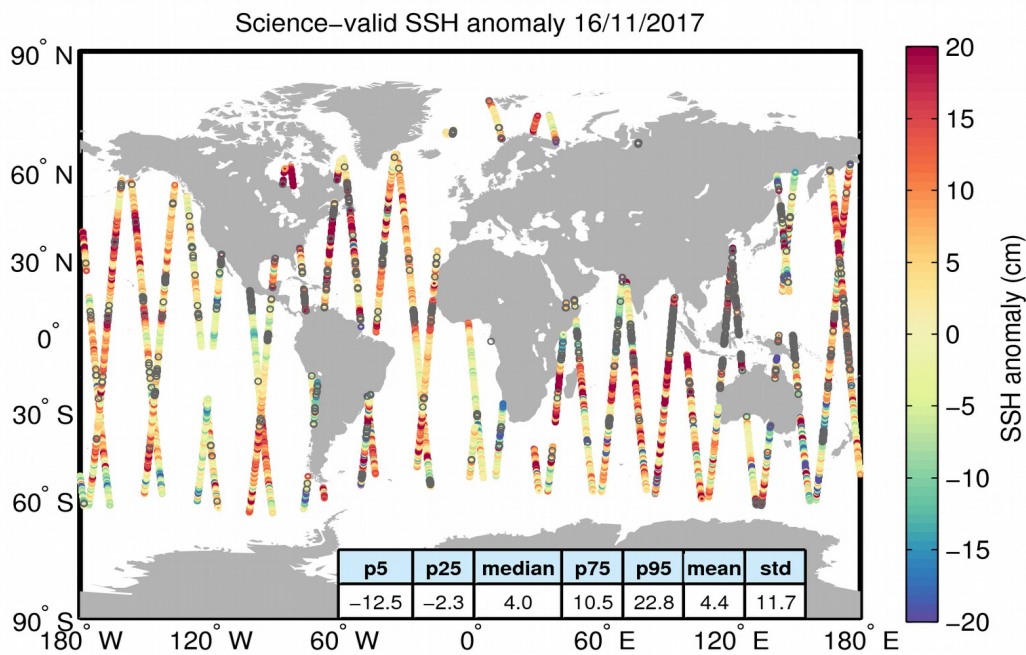 Science−valid SSH anomaly 16/11/2017
90° N
60° N
30° N
0°
30° S
60° S
90° S
180° W
120° W
60° W
0°
60° E
120° E
180° E
p5 p25 median p75 p95 mean std
−12.5 −2.3 4.0 10.5 22.8 4.4 11.7
20
15
10
5
0
−5
−10
−15
−20
SSH anomaly (cm)